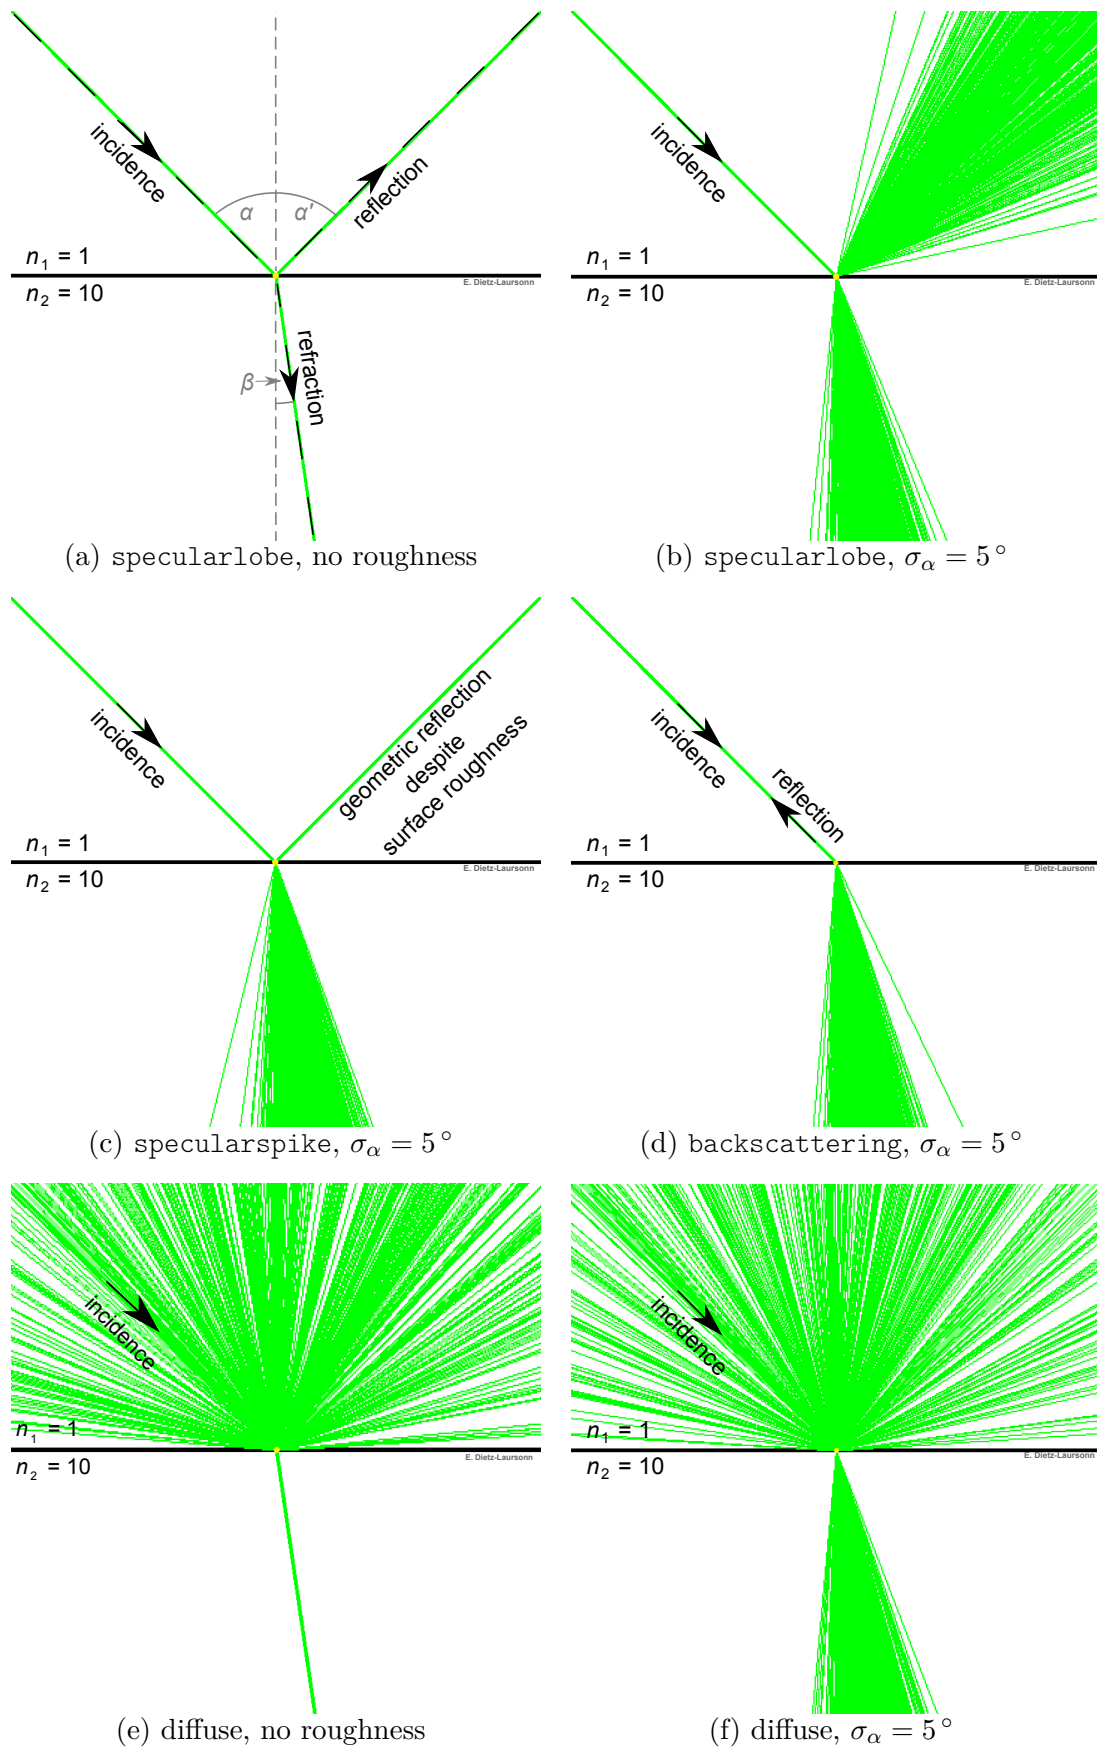 incidence
reflection
α α′
n₁ = 1
n₂ = 10
E. Dietz-Laursonn
refraction
β
(a) specularlobe, no roughness
incidence
n₁ = 1
n₂ = 10
E. Dietz-Laursonn
(b) specularlobe, σα = 5°
incidence
geometric reflection
despite
surface roughness
n₁ = 1
n₂ = 10
E. Dietz-Laursonn
(c) specularspike, σα = 5°
incidence
reflection
n₁ = 1
n₂ = 10
E. Dietz-Laursonn
(d) backscattering, σα = 5°
incidence
n₁ = 1
n₂ = 10
E. Dietz-Laursonn
(e) diffuse, no roughness
incidence
n₁ = 1
n₂ = 10
E. Dietz-Laursonn
(f) diffuse, σα = 5°